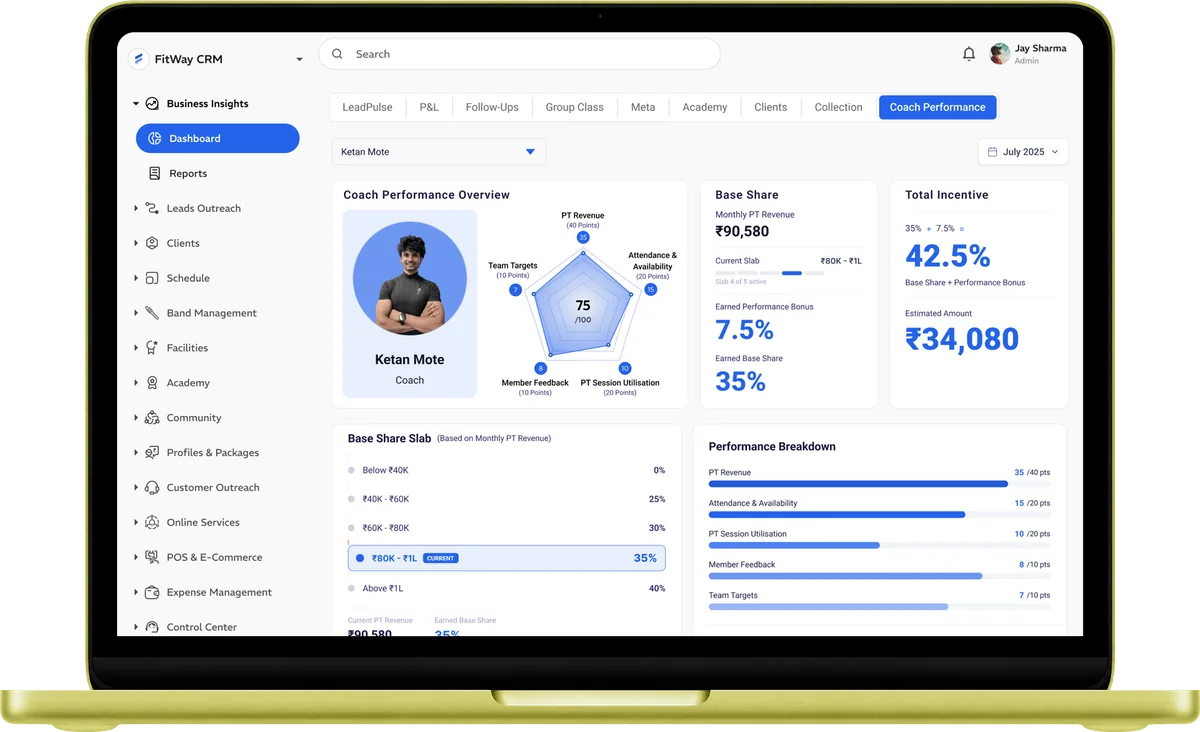 FitWay CRM
Search
Jay Sharma
Admin
Business Insights
Dashboard
Reports
Leads Outreach
Clients
Schedule
Band Management
Facilities
Academy
Community
Profiles & Packages
Customer Outreach
Online Services
POS & E-Commerce
Expense Management
Control Center
LeadPulse
P&L
Follow-Ups
Group Class
Meta
Academy
Clients
Collection
Coach Performance
Ketan Mote
July 2025
Coach Performance Overview
Ketan Mote
Coach
PT Revenue
(40 Points)
35
Attendance &
Availability
(20 Points)
15
Team Targets
(10 Points)
7
75
/100
8
Member Feedback
(10 Points)
10
PT Session Utilisation
(20 Points)
Base Share
Monthly PT Revenue
₹90,580
Current Slab ₹80K - ₹1L
Slab 4 of 5 active
Earned Performance Bonus
7.5%
Earned Base Share
35%
Total Incentive
35% + 7.5% =
42.5%
Base Share + Performance Bonus
Estimated Amount
₹34,080
Base Share Slab (Based on Monthly PT Revenue)
Below ₹40K 0%
₹40K - ₹60K 25%
₹60K - ₹80K 30%
₹80K - ₹1L CURRENT 35%
Above ₹1L 40%
Current PT Revenue Earned Base Share
₹90,580 35%
Performance Breakdown
PT Revenue 35 /40 pts
Attendance & Availability 15 /20 pts
PT Session Utilisation 10 /20 pts
Member Feedback 8 /10 pts
Team Targets 7 /10 pts